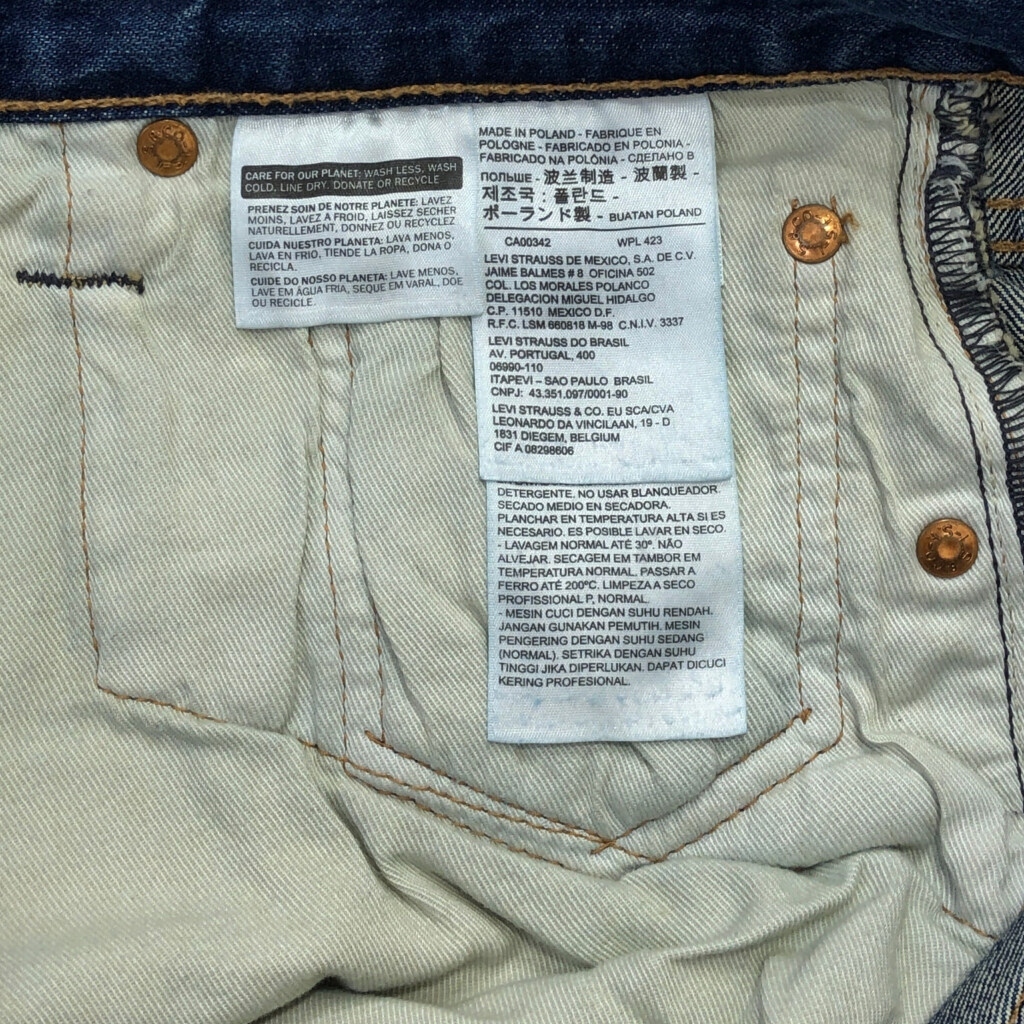 CARE FOR OUR PLANET: WASH LESS, WASH
COLD, LINE DRY, DONATE OR RECYCLE
PRENEZ SOIN DE NOTRE PLANETE: LAVEZ
MOINS, LAVEZ A FROID, LAISSEZ SECHER
NATURELLEMENT, DONNEZ OU RECYCLEZ
CUIDA NUESTRO PLANETA: LAVA MENOS,
LAVA EN FRIO, TIENDE LA ROPA, DONA O
RECICLA.
CUIDE DO NOSSO PLANETA: LAVE MENOS,
LAVE EM ÁGUA FRIA, SEQUE EM VARAL, DOE
OU RECICLE.
MADE IN POLAND - FABRIQUE EN
POLOGNE - FABRICADO EN POLONIA -
FABRICADO NA POLÔNIA - СДЕЛАНО В
ПОЛЬШЕ - 波兰制造 - 波蘭製 -
제조국 : 폴란드 -
ポーランド製 - BUATAN POLAND
CA00342 WPL 423
LEVI STRAUSS DE MEXICO, S.A. DE C.V.
JAIME BALMES # 8 OFICINA 502
COL. LOS MORALES POLANCO
DELEGACION MIGUEL HIDALGO
C.P. 11510 MEXICO D.F.
R.F.C. LSM 660818 M-98 C.N.I.V. 3337
LEVI STRAUSS DO BRASIL
AV. PORTUGAL, 400
06990-110
ITAPEVI – SAO PAULO BRASIL
CNPJ: 43.351.097/0001-90
LEVI STRAUSS & CO. EU SCA/CVA
LEONARDO DA VINCILAAN, 19 - D
1831 DIEGEM, BELGIUM
CIF A 08298606
DETERGENTE. NO USAR BLANQUEADOR.
SECADO MEDIO EN SECADORA.
PLANCHAR EN TEMPERATURA ALTA SI ES
NECESARIO. ES POSIBLE LAVAR EN SECO.
- LAVAGEM NORMAL ATÉ 30º. NÃO
ALVEJAR. SECAGEM EM TAMBOR EM
TEMPERATURA NORMAL. PASSAR A
FERRO ATÉ 200ºC. LIMPEZA A SECO
PROFISSIONAL P, NORMAL.
- MESIN CUCI DENGAN SUHU RENDAH.
JANGAN GUNAKAN PEMUTIH. MESIN
PENGERING DENGAN SUHU SEDANG
(NORMAL). SETRIKA DENGAN SUHU
TINGGI JIKA DIPERLUKAN. DAPAT DICUCI
KERING PROFESIONAL.